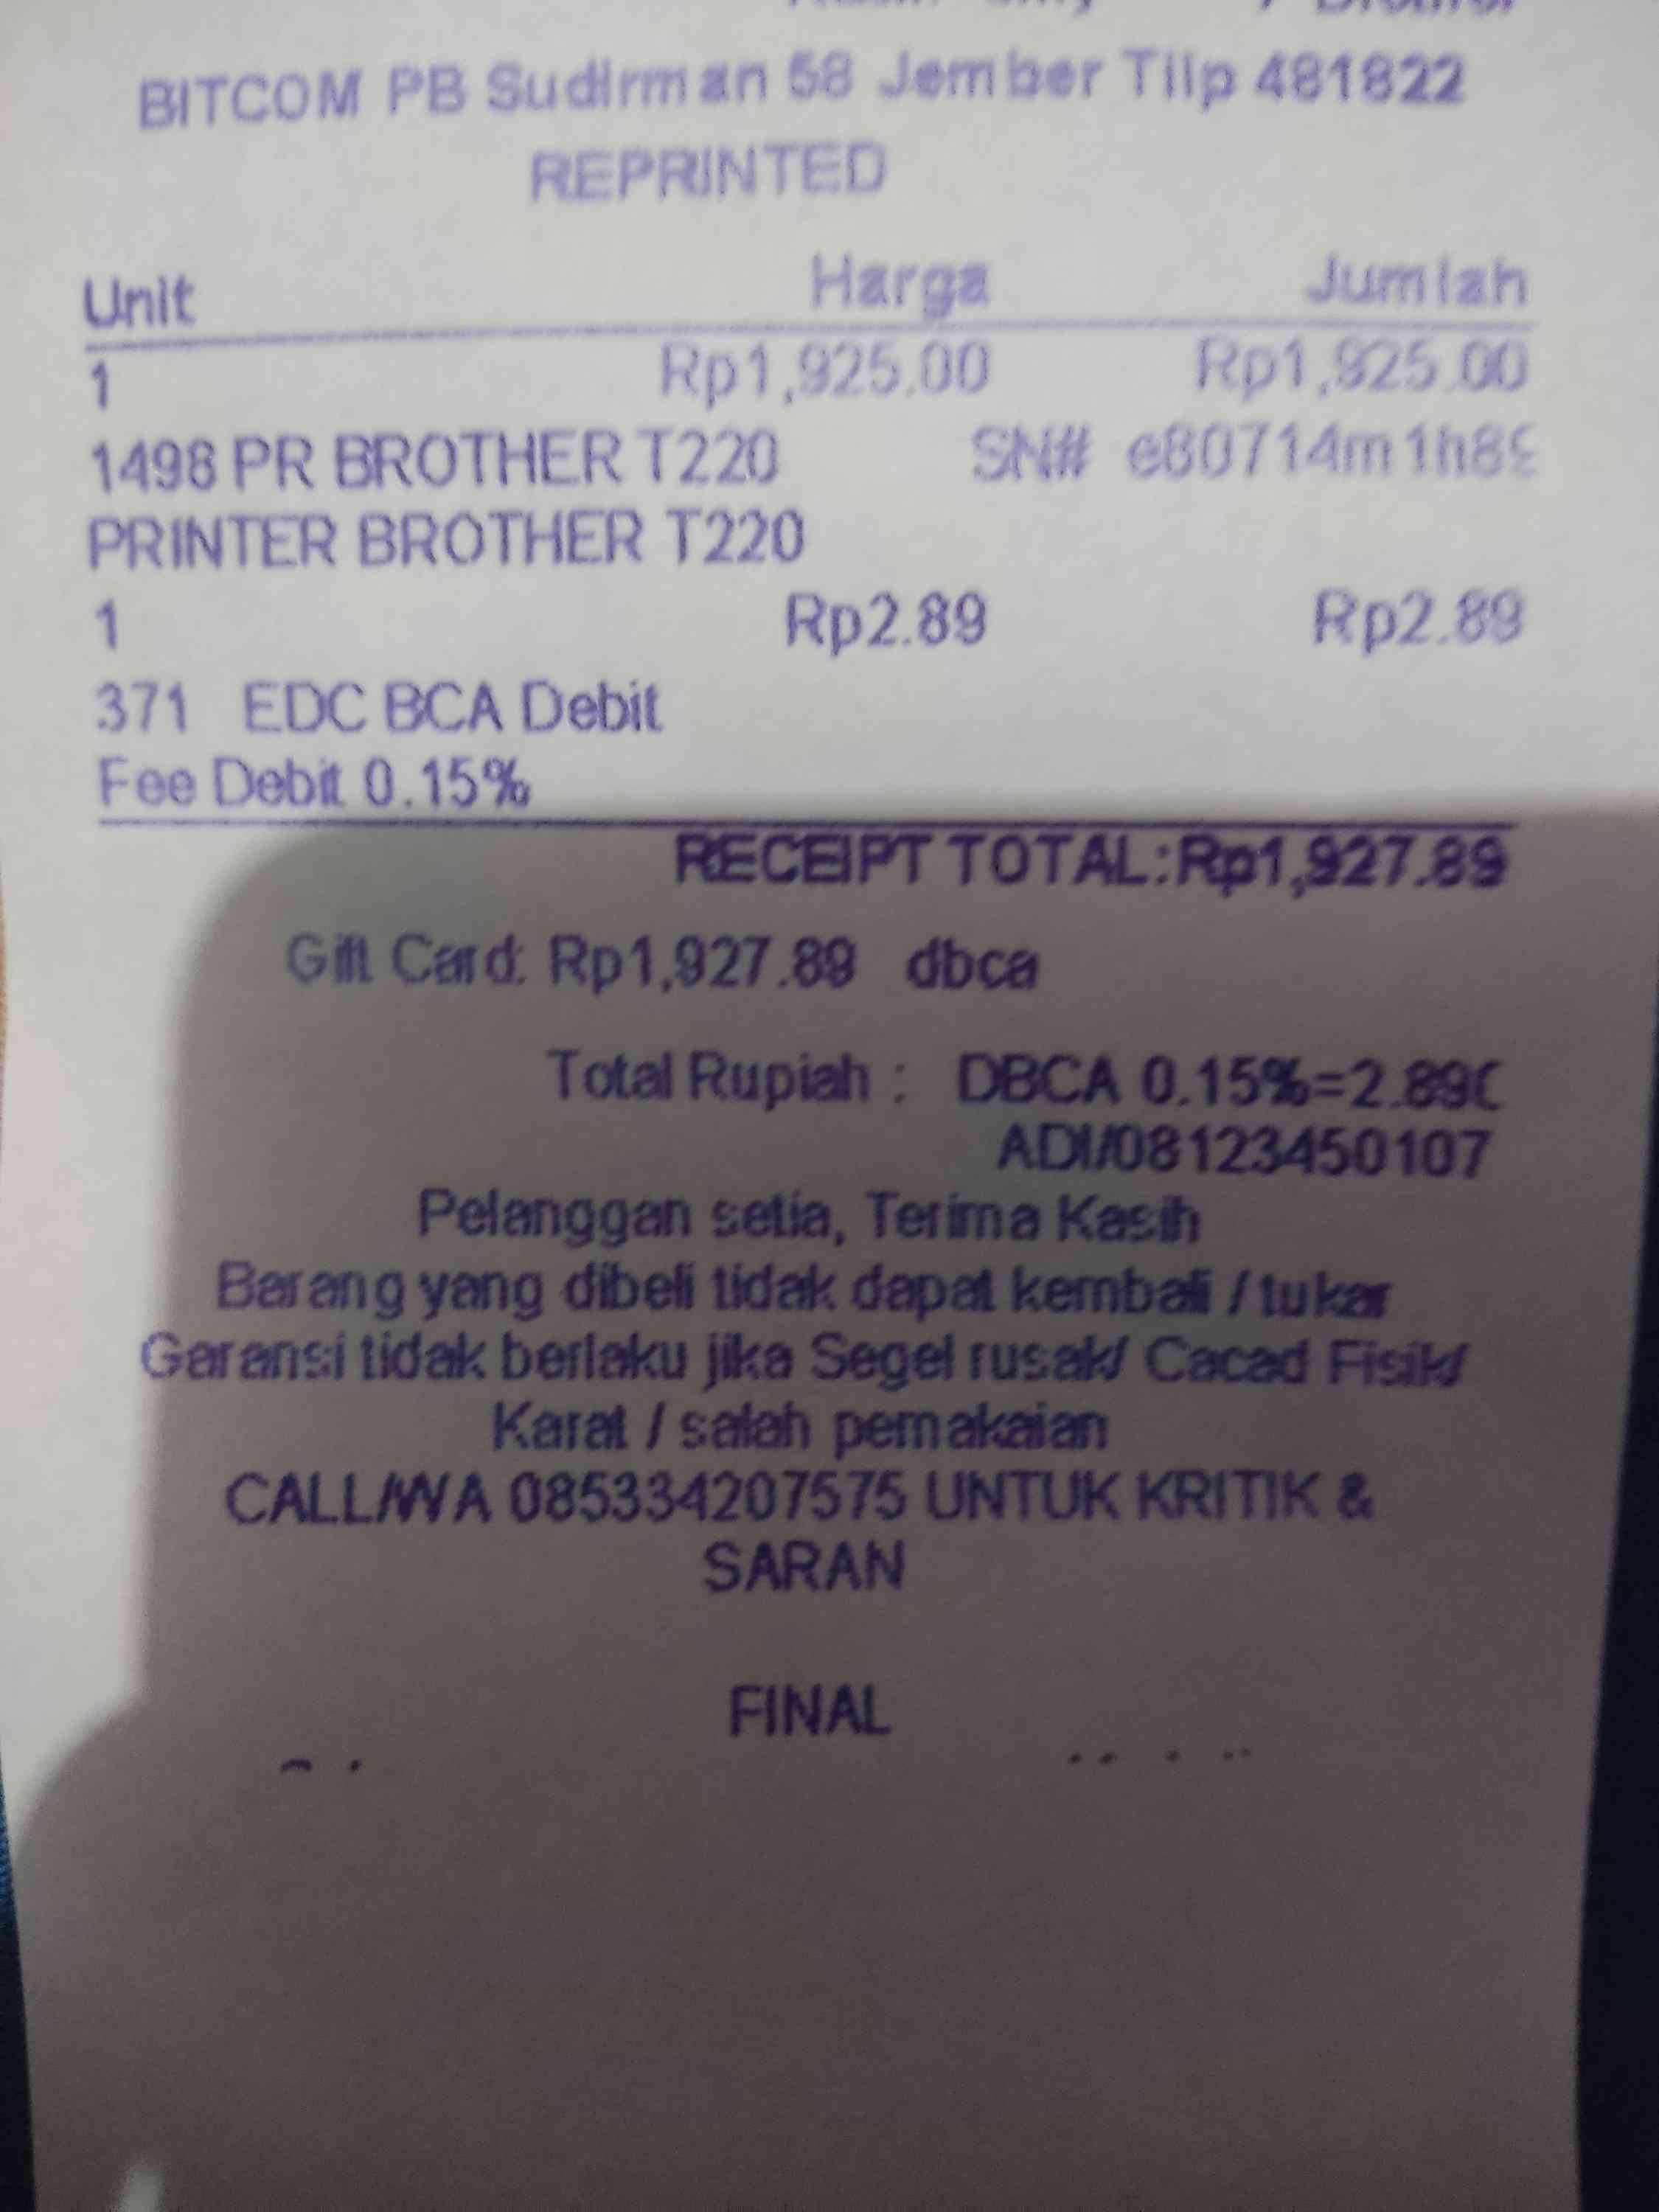 BITCOM PB Sudirman 58 Jember Tilp 481822
REPRINTED
Unit Harga Jumlah
1 Rp1,925.00 Rp1,925.00
1498 PR BROTHER T220 SN# e80714m1h89
PRINTER BROTHER T220
1 Rp2.89 Rp2.89
371 EDC BCA Debit
Fee Debit 0.15%
RECEIPT TOTAL: Rp1,927.89
Gift Card: Rp1,927.89 dbca
Total Rupiah : DBCA 0.15%=2.890
ADI/08123450107
Pelanggan setia, Terima Kasih
Barang yang dibeli tidak dapat kembali / tukar
Garansi tidak berlaku jika Segel rusak/ Cacad Fisik/
Karat / salah pemakaian
CALL/WA 085334207575 UNTUK KRITIK &
SARAN
FINAL